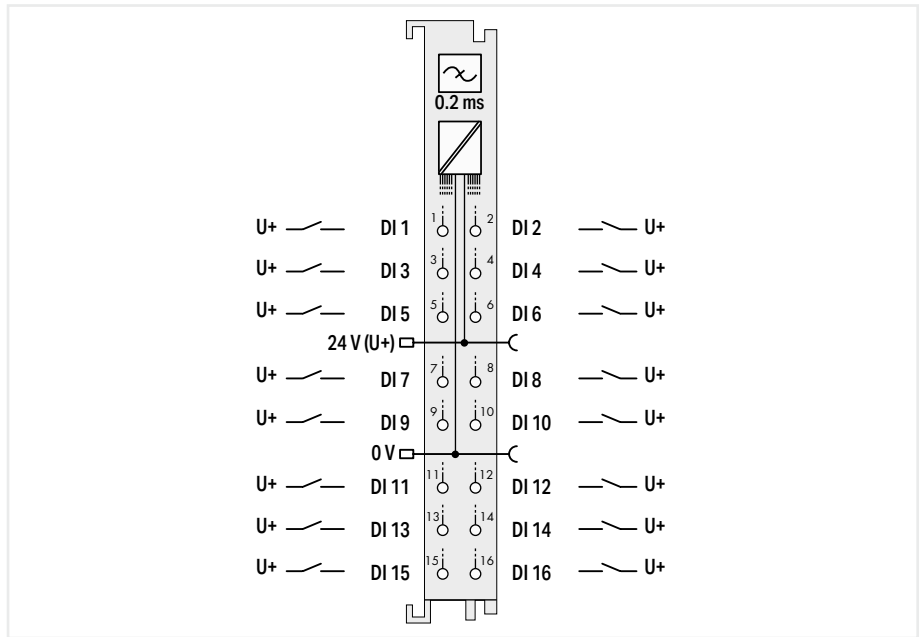 0.2 ms
U+ DI 1 1 2 DI 2 U+
U+ DI 3 3 4 DI 4 U+
U+ DI 5 5 6 DI 6 U+
24 V (U+)
U+ DI 7 7 8 DI 8 U+
U+ DI 9 9 10 DI 10 U+
0 V
U+ DI 11 11 12 DI 12 U+
U+ DI 13 13 14 DI 14 U+
U+ DI 15 15 16 DI 16 U+